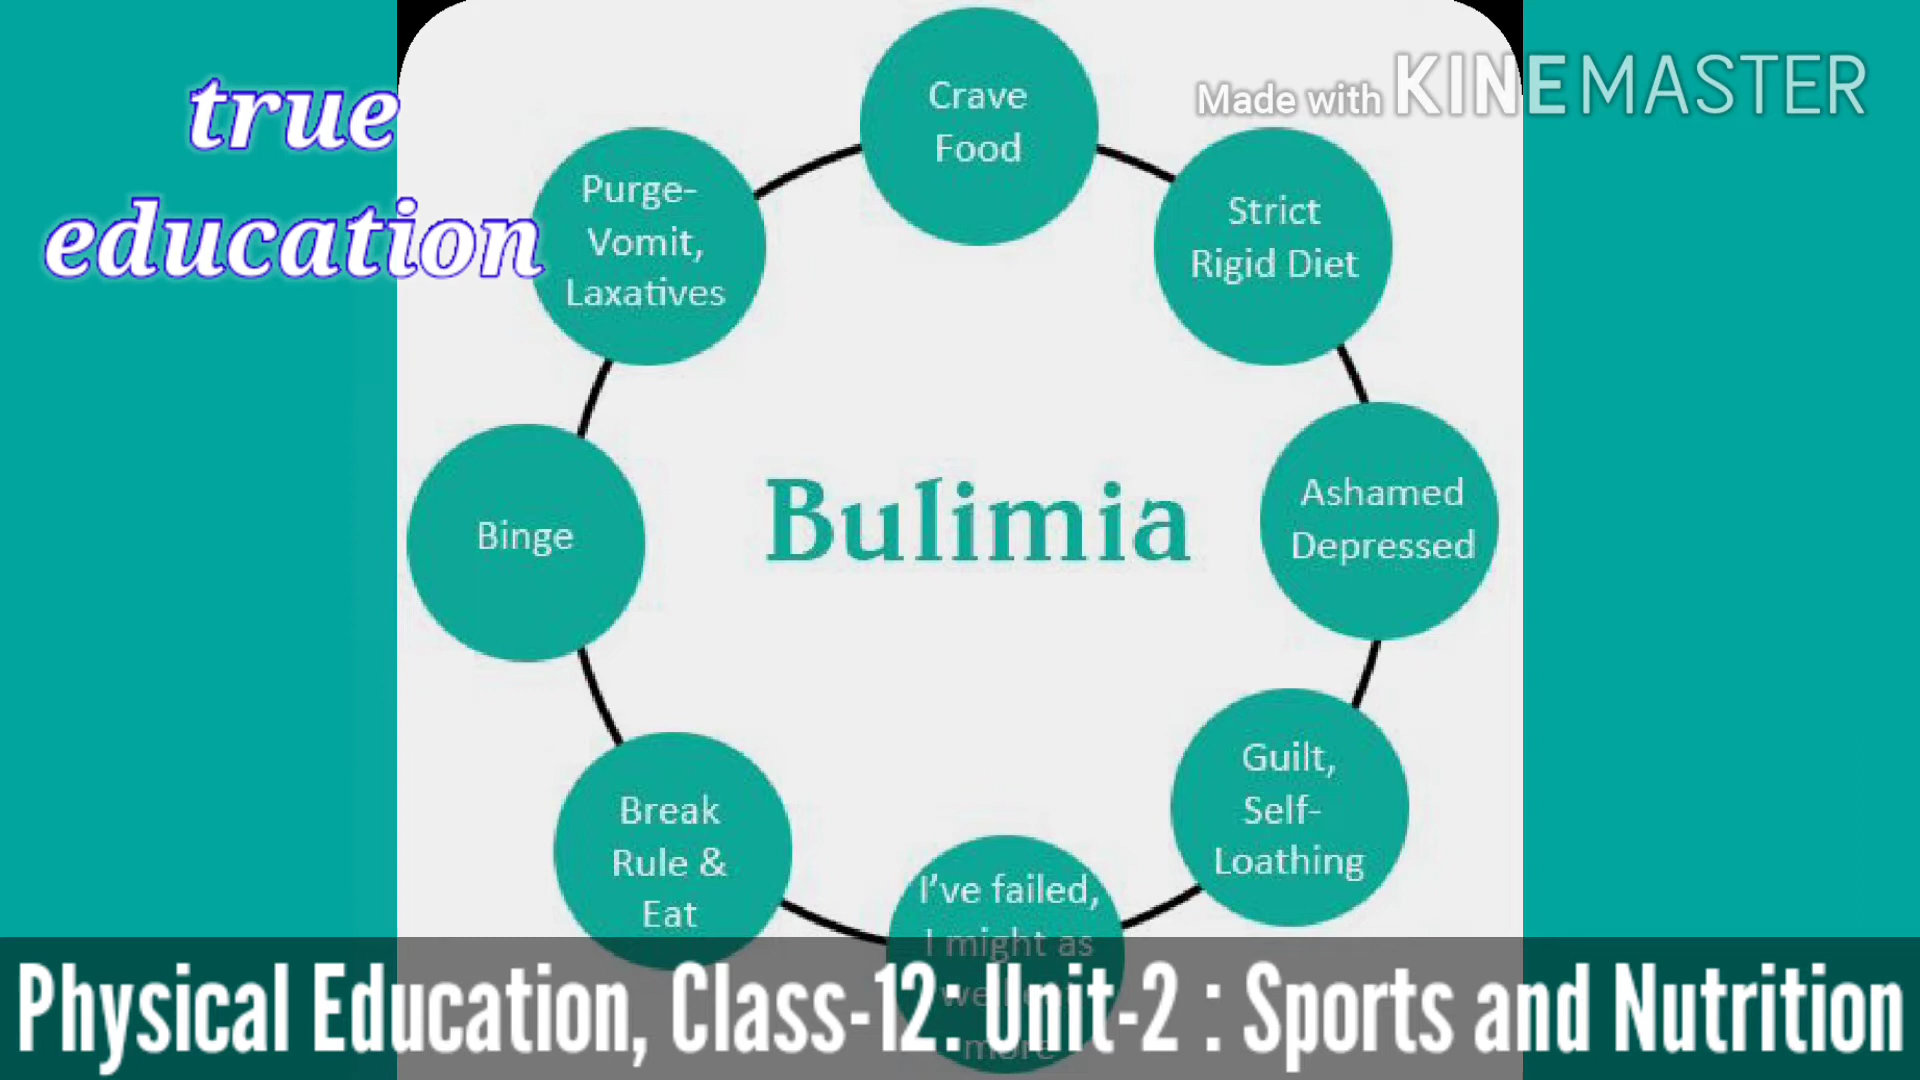 true
education
Made with KINEMASTER
Crave
Food
Strict
Rigid Diet
Ashamed
Depressed
Guilt,
Self-
Loathing
I've failed,
I might as
more
Break
Rule &
Eat
Binge
Purge-
Vomit,
Laxatives
Bulimia
Physical Education, Class-12: Unit-2 : Sports and Nutrition